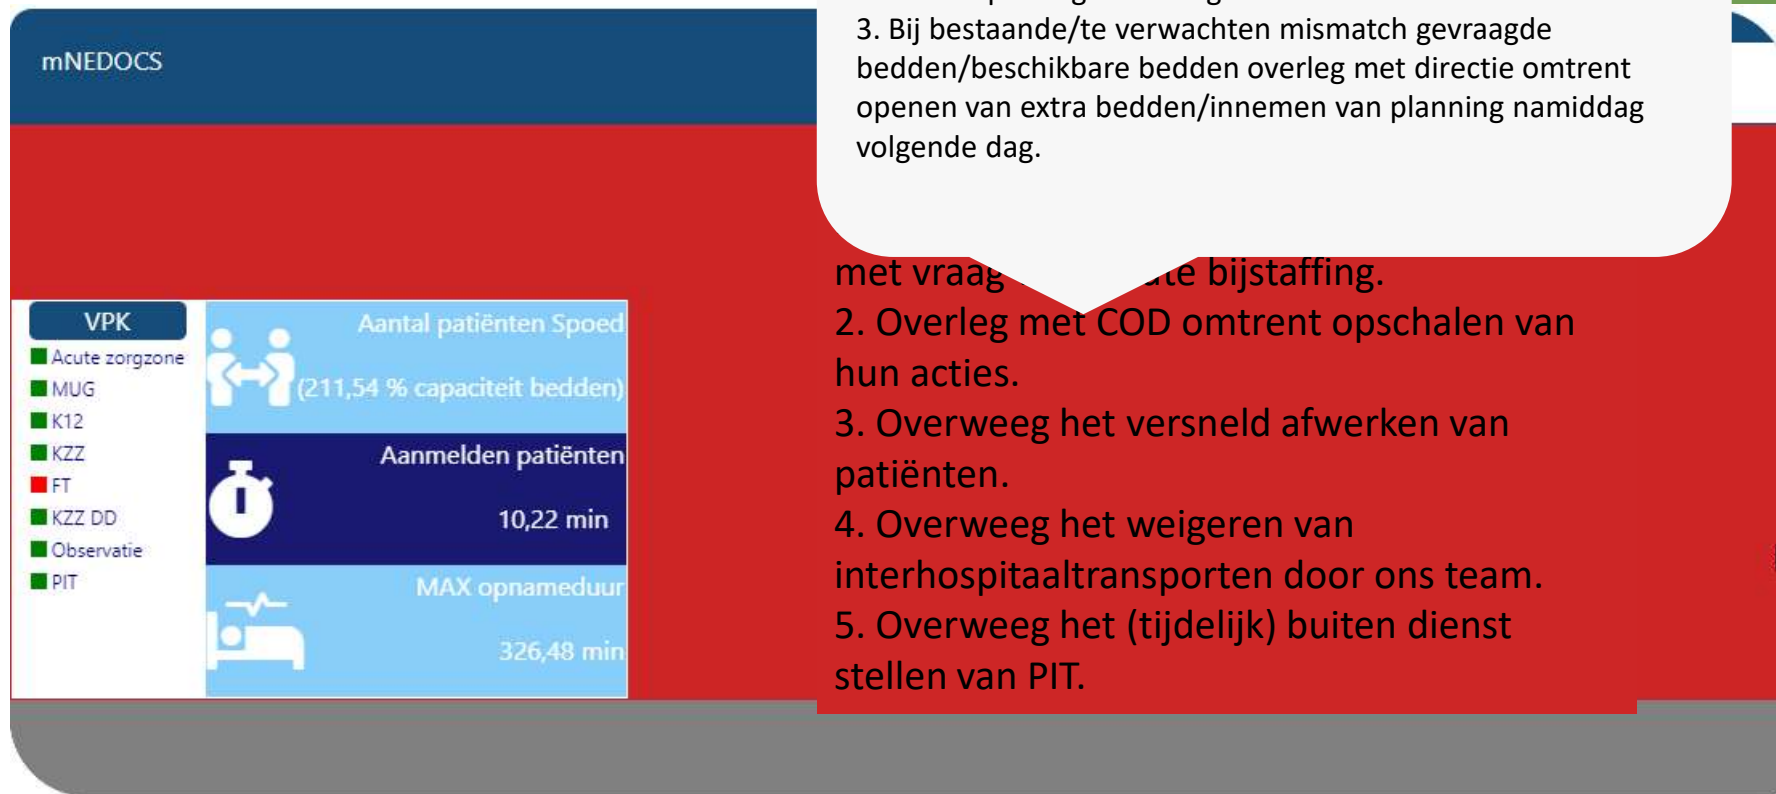 mNEDOCS
3. Bij bestaande/te verwachten mismatch gevraagde
bedden/beschikbare bedden overleg met directie omtrent
openen van extra bedden/innemen van planning namiddag
volgende dag.
met vraag bijstaffing.
2. Overleg met COD omtrent opschalen van
hun acties.
3. Overweeg het versneld afwerken van
patiënten.
4. Overweeg het weigeren van
interhospitaaltransporten door ons team.
5. Overweeg het (tijdelijk) buiten dienst
stellen van PIT.
VPK
Acute zorgzone
MUG
K12
KZZ
FT
KZZ DD
Observatie
PIT
Aantal patiënten Spoed
(211,54 % capaciteit bedden)
Aanmelden patiënten
10,22 min
MAX opnameduur
326,48 min